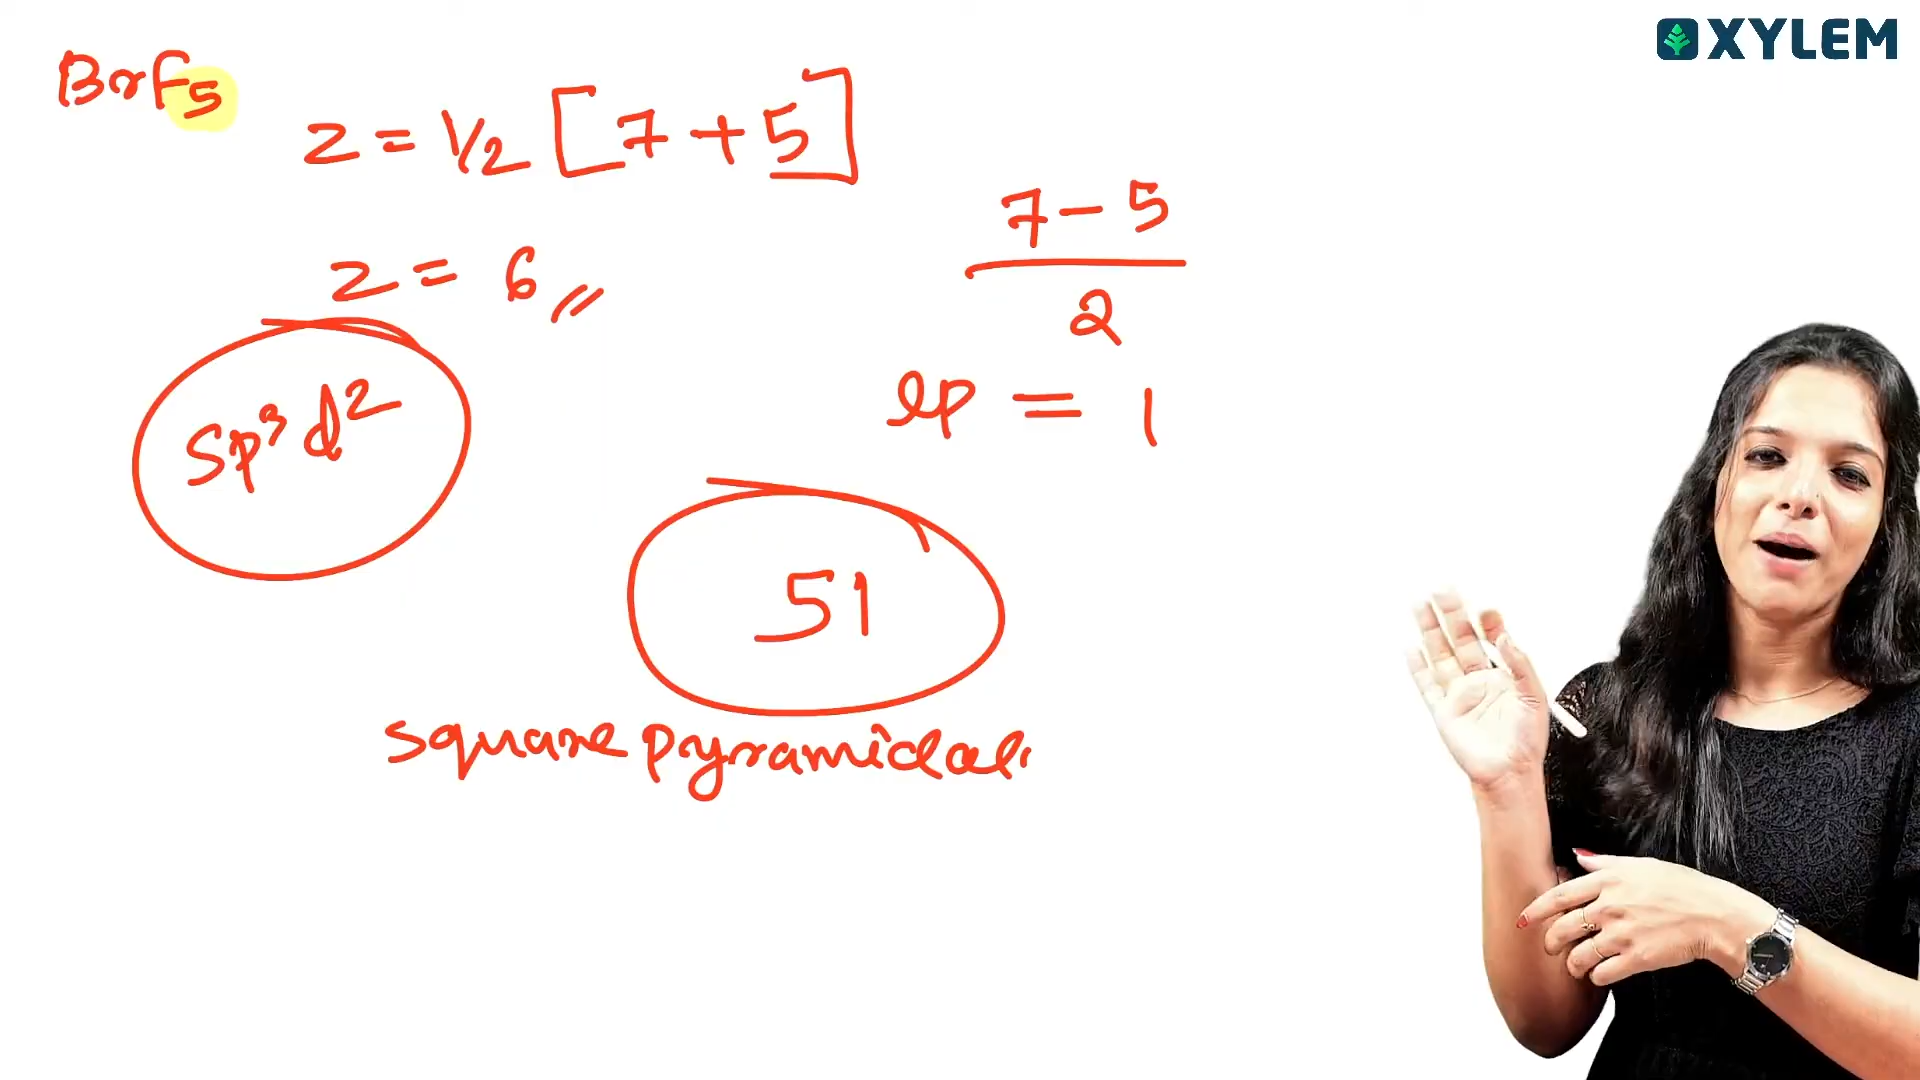 XYLEM
BrF5
z = 1/2 [7 + 5]
z = 6 //
7 - 5
2
lp = 1
sp³d²
51
square pyramidal